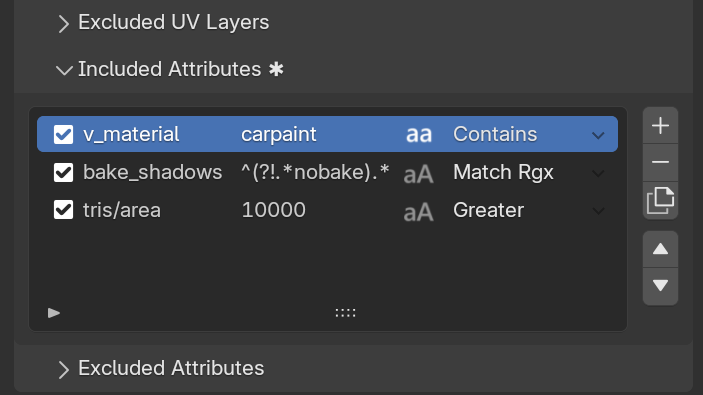 Excluded UV Layers
Included Attributes ✱
v_material carpaint aa Contains
bake_shadows ^(?!.*nobake).* aA Match Rgx
tris/area 10000 aA Greater
Excluded Attributes